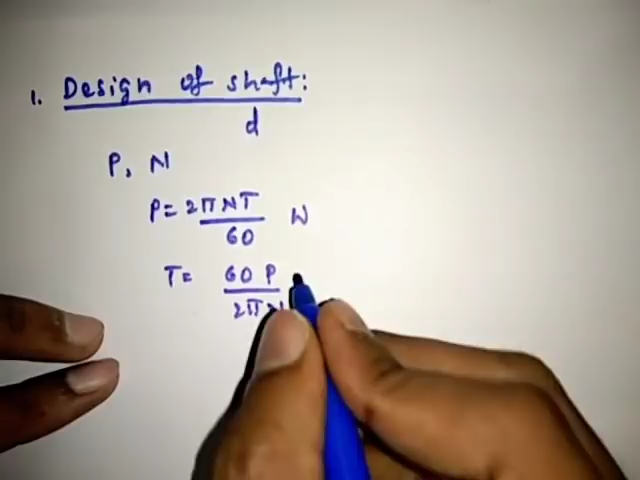 1. Design of shaft:
d
P, N
P = 2πNT / 60 W
T = 60 P / 2πN